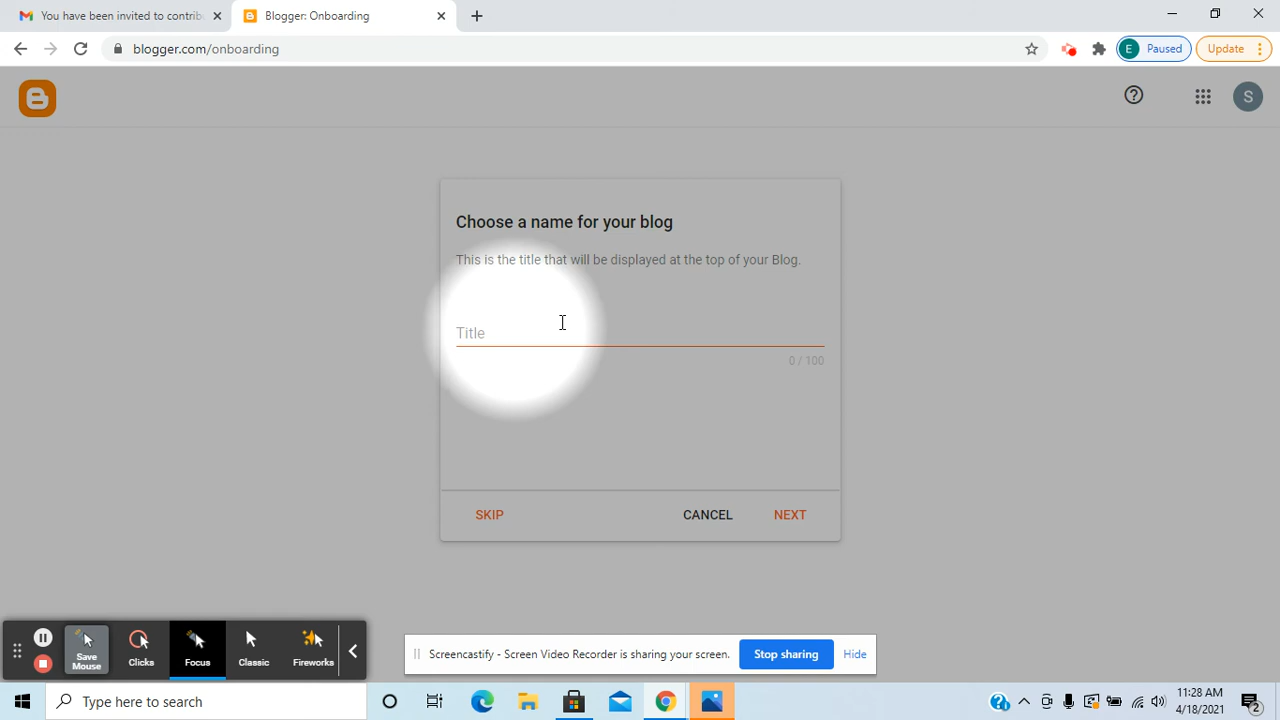 You have been invited to contrib
Blogger: Onboarding
blogger.com/onboarding
E
Paused
Update
S
Choose a name for your blog
This is the title that will be displayed at the top of your Blog.
Title
0 / 100
SKIP
CANCEL
NEXT
Save Mouse
Clicks
Focus
Classic
Fireworks
Screencastify - Screen Video Recorder is sharing your screen.
Stop sharing
Hide
Type here to search
11:28 AM
4/18/2021
2